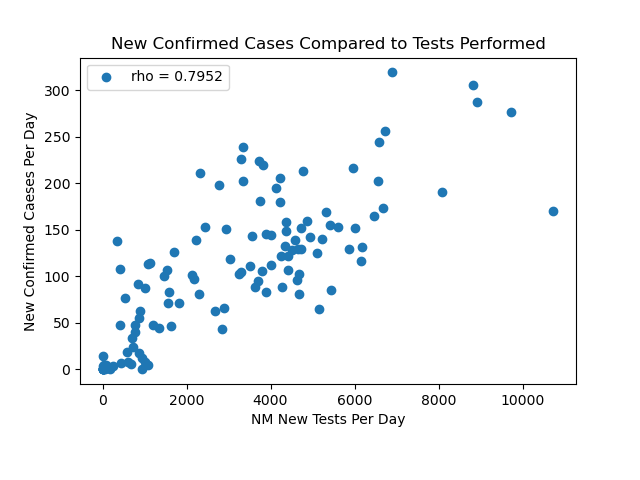 New Confirmed Cases Compared to Tests Performed
rho = 0.7952
300
250
200
150
100
50
0
New Confirmed Caeses Per Day
0 2000 4000 6000 8000 10000
NM New Tests Per Day